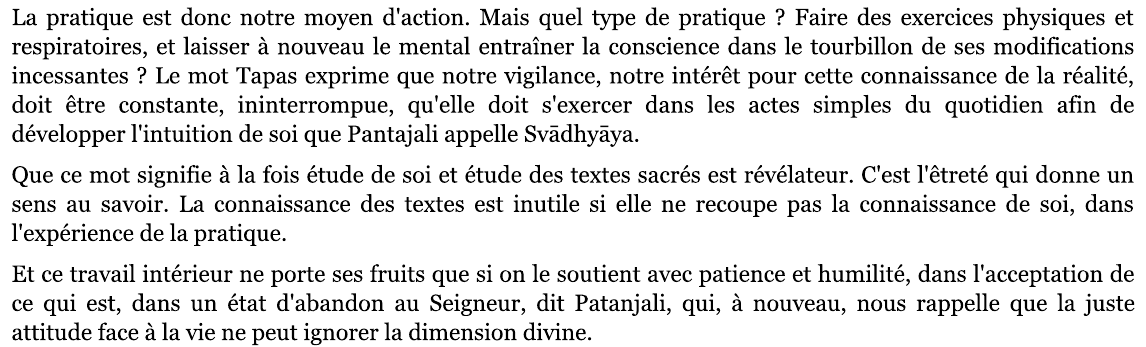 La pratique est donc notre moyen d'action. Mais quel type de pratique ? Faire des exercices physiques et
respiratoires, et laisser à nouveau le mental entraîner la conscience dans le tourbillon de ses modifications
incessantes ? Le mot Tapas exprime que notre vigilance, notre intérêt pour cette connaissance de la réalité,
doit être constante, ininterrompue, qu'elle doit s'exercer dans les actes simples du quotidien afin de
développer l'intuition de soi que Pantajali appelle Svādhyāya.
Que ce mot signifie à la fois étude de soi et étude des textes sacrés est révélateur. C'est l'êtreté qui donne un
sens au savoir. La connaissance des textes est inutile si elle ne recoupe pas la connaissance de soi, dans
l'expérience de la pratique.
Et ce travail intérieur ne porte ses fruits que si on le soutient avec patience et humilité, dans l'acceptation de
ce qui est, dans un état d'abandon au Seigneur, dit Patanjali, qui, à nouveau, nous rappelle que la juste
attitude face à la vie ne peut ignorer la dimension divine.